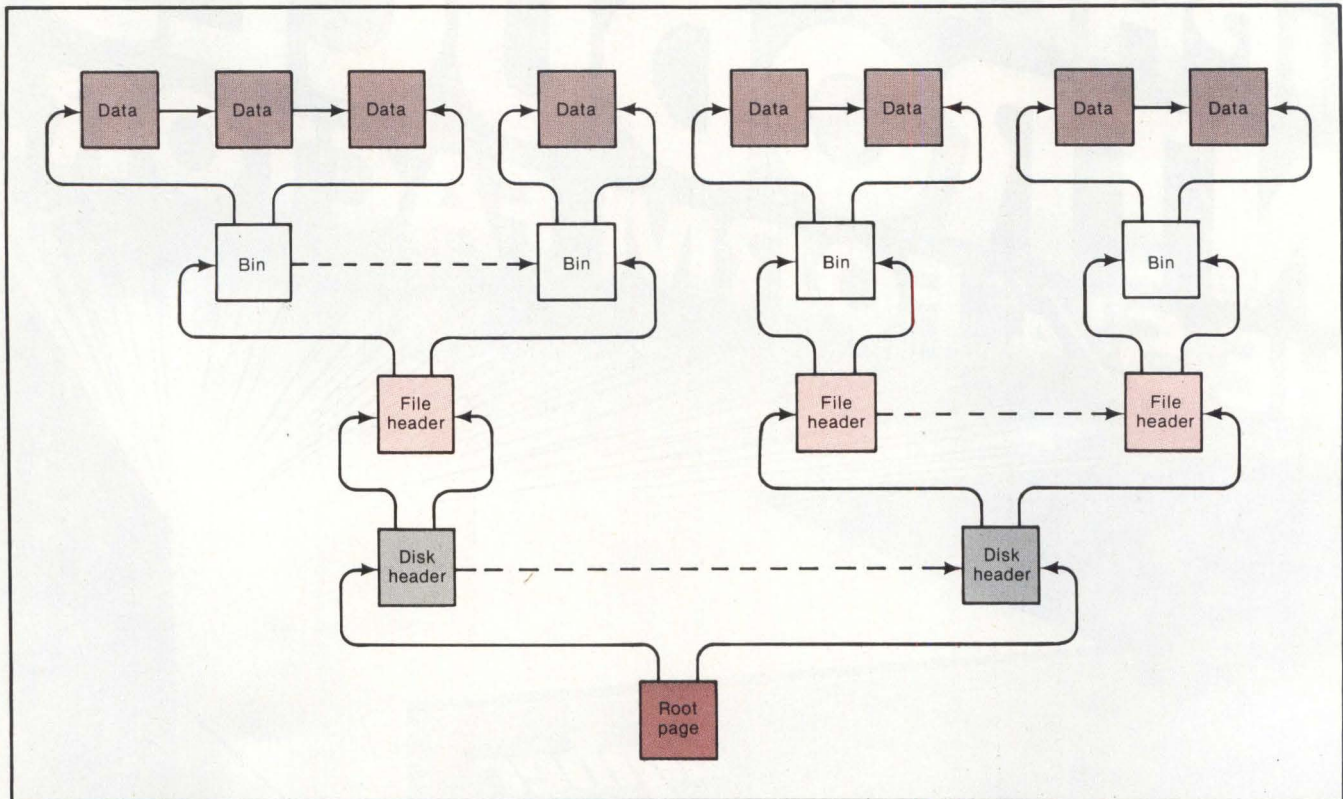 Data Data Data Data Data Data Data Data
Bin Bin Bin Bin
File
header
File
header
File
header
Disk
header
Disk
header
Root
page